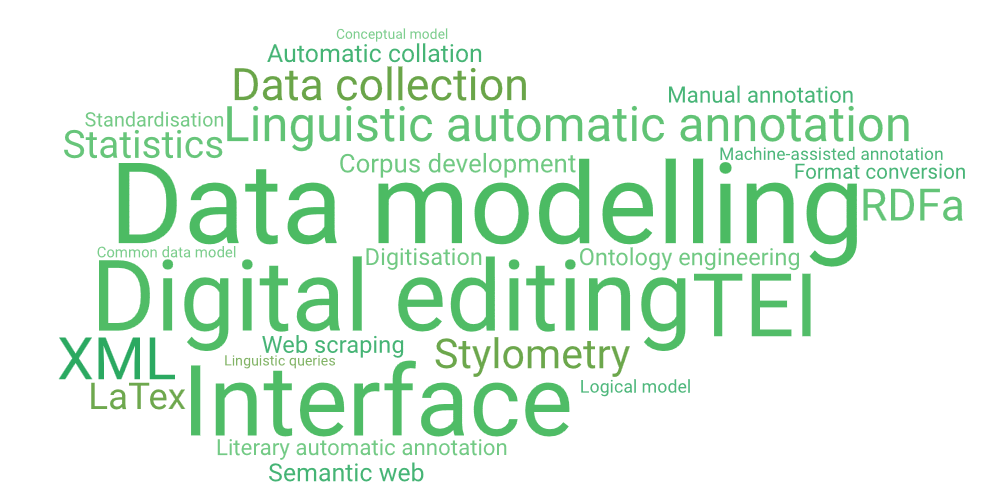 Conceptual model
Automatic collation
Data collection
Manual annotation
Standardisation
Linguistic automatic annotation
Statistics
Machine-assisted annotation
Corpus development
Format conversion
Data modelling
RDFa
Common data model
Digitisation
Ontology engineering
Digital editing
TEI
XML
Web scraping
Stylometry
Linguistic queries
Logical model
LaTex
Interface
Literary automatic annotation
Semantic web